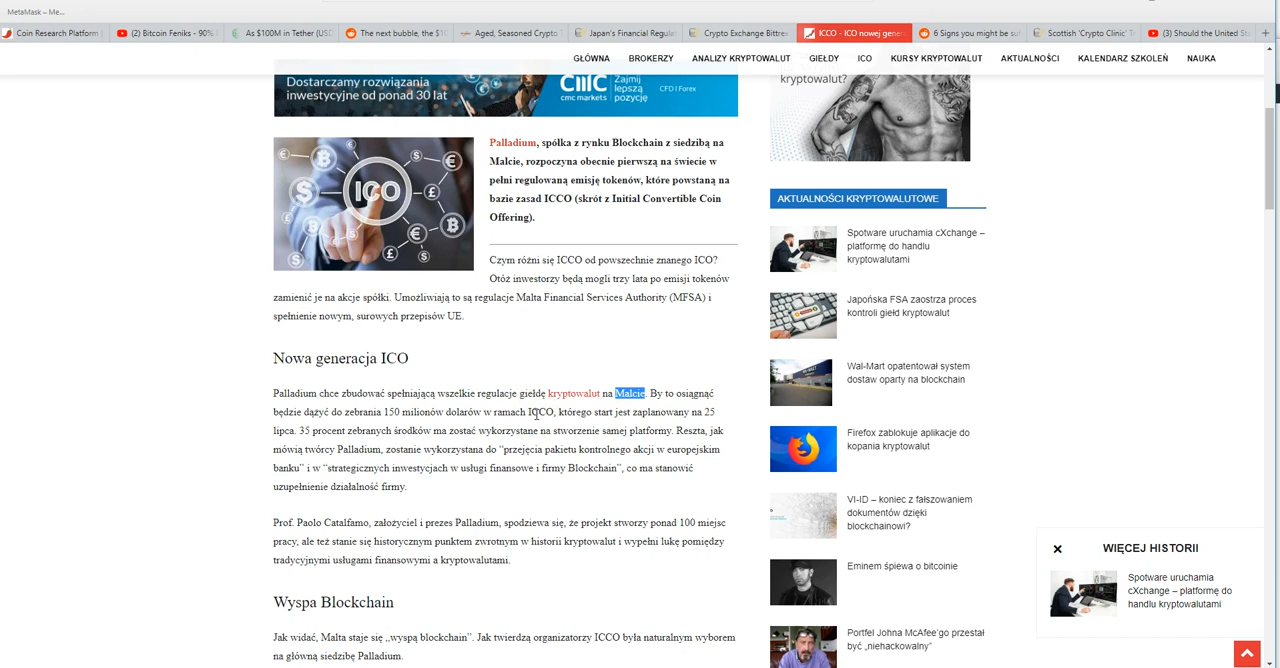 MetaMask – Me...
Coin Research Platform |
(2) Bitcoin Feniks - 90%
As $100M in Tether (USD
The next bubble, the $10
Aged, Seasoned Crypto T
Japan's Financial Regula
Crypto Exchange Bittrex
ICCO - ICO nowej gene
6 Signs you might be su
Scottish 'Crypto Clinic' T
(3) Should the United St
GŁÓWNA BROKERZY ANALIZY KRYPTOWALUT GIEŁDY ICO KURSY KRYPTOWALUT AKTUALNOŚCI KALENDARZ SZKOLEŃ NAUKA
Dostarczamy rozwiązania
inwestycyjne od ponad 30 lat
cmc markets
Zajmij
lepszą
pozycję
CFD I Forex
kryptowalut?
ICO
Palladium, spółka z rynku Blockchain z siedzibą na
Malcie, rozpoczyna obecnie pierwszą na świecie w
pełni regulowaną emisję tokenów, które powstaną na
bazie zasad ICCO (skrót z Initial Convertible Coin
Offering).
Czym różni się ICCO od powszechnie znanego ICO?
Otóż inwestorzy będą mogli trzy lata po emisji tokenów
zamienić je na akcje spółki. Umożliwiają to są regulacje Malta Financial Services Authority (MFSA) i
spełnienie nowym, surowych przepisów UE.
Nowa generacja ICO
Palladium chce zbudować spełniającą wszelkie regulacje giełdę kryptowalut na Malcie. By to osiągnąć
będzie dążyć do zebrania 150 milionów dolarów w ramach ICCO, którego start jest zaplanowany na 25
lipca. 35 procent zebranych środków ma zostać wykorzystane na stworzenie samej platformy. Reszta, jak
mówią twórcy Palladium, zostanie wykorzystana do “przejęcia pakietu kontrolnego akcji w europejskim
banku” i w “strategicznych inwestycjach w usługi finansowe i firmy Blockchain”, co ma stanowić
uzupełnienie działalność firmy.
Prof. Paolo Catalfamo, założyciel i prezes Palladium, spodziewa się, że projekt stworzy ponad 100 miejsc
pracy, ale też stanie się historycznym punktem zwrotnym w historii kryptowalut i wypełni lukę pomiędzy
tradycyjnymi usługami finansowymi a kryptowalutami.
Wyspa Blockchain
Jak widać, Malta staje się „wyspą blockchain”. Jak twierdzą organizatorzy ICCO była naturalnym wyborem
na główną siedzibę Palladium.
AKTUALNOŚCI KRYPTOWALUTOWE
Spotware uruchamia cXchange –
platformę do handlu
kryptowalutami
Japońska FSA zaostrza proces
kontroli giełd kryptowalut
Wal-Mart opatentował system
dostaw oparty na blockchain
Firefox zablokuje aplikacje do
kopania kryptowalut
VI-ID – koniec z fałszowaniem
dokumentów dzięki
blockchainowi?
Eminem śpiewa o bitcoinie
Portfel Johna McAfee'go przestał
być „niehackowalny”
WIĘCEJ HISTORII
Spotware uruchamia
cXchange – platformę do
handlu kryptowalutami